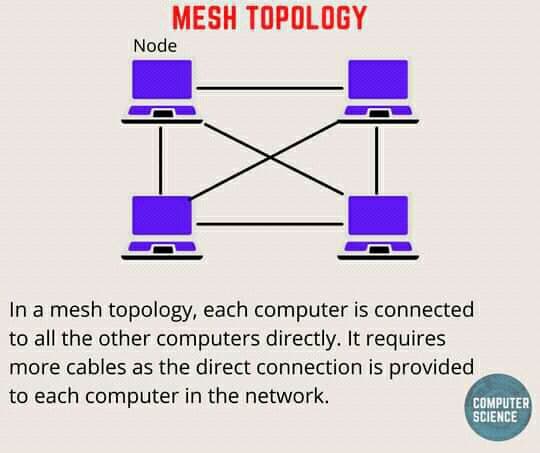 MESH TOPOLOGY
Node
In a mesh topology, each computer is connected
to all the other computers directly. It requires
more cables as the direct connection is provided
to each computer in the network.
COMPUTER
SCIENCE